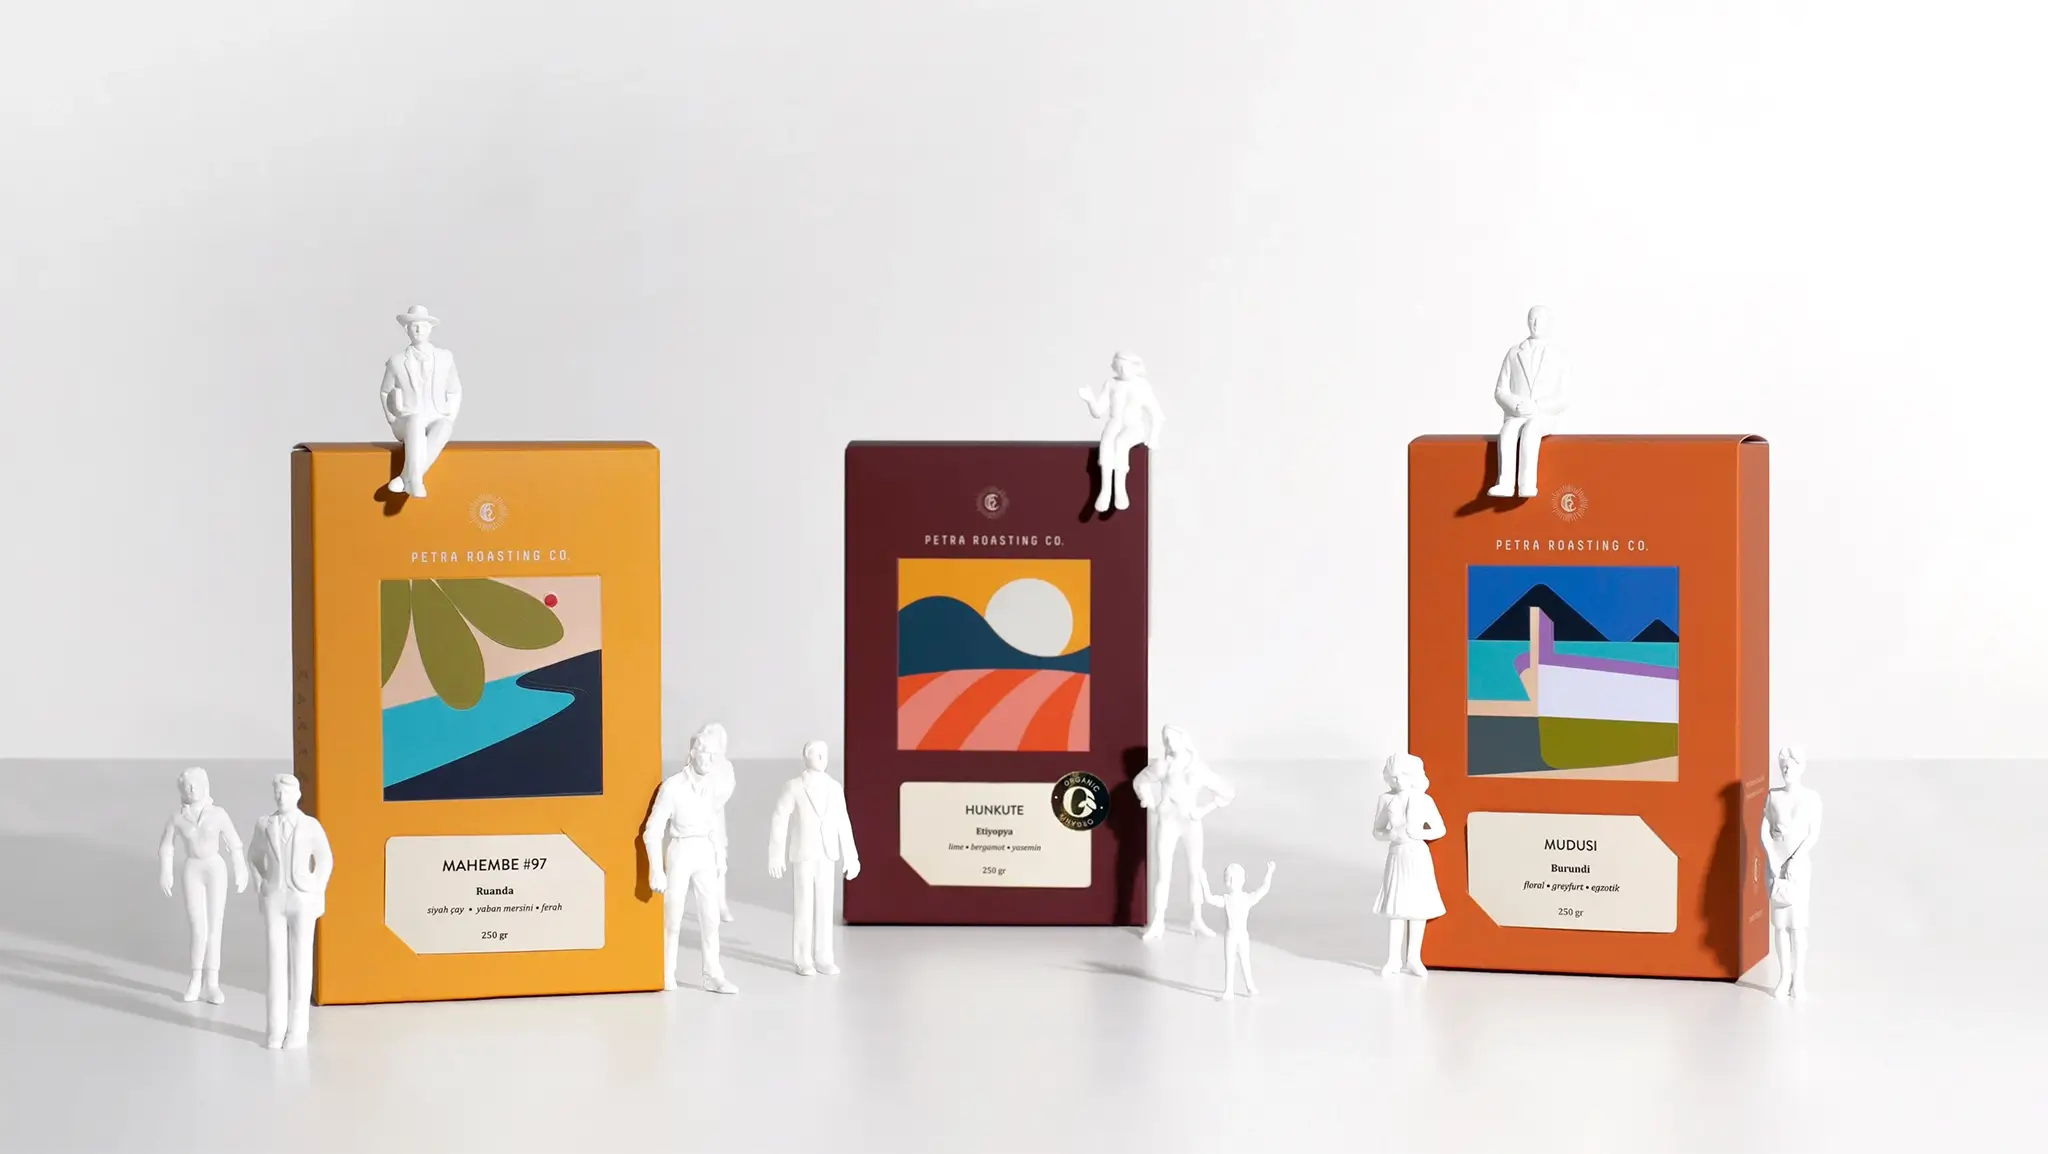 PETRA ROASTING CO.
MAHEMBE #97
Ruanda
siyah çay • yaban mersini • ferah
250 gr
PETRA ROASTING CO.
ORGANIC
ORGANIC
HUNKUTE
Etiyopya
lime • bergamot • yasemin
250 gr
PETRA ROASTING CO.
MUDUSI
Burundi
floral • greyfurt • egzotik
250 gr